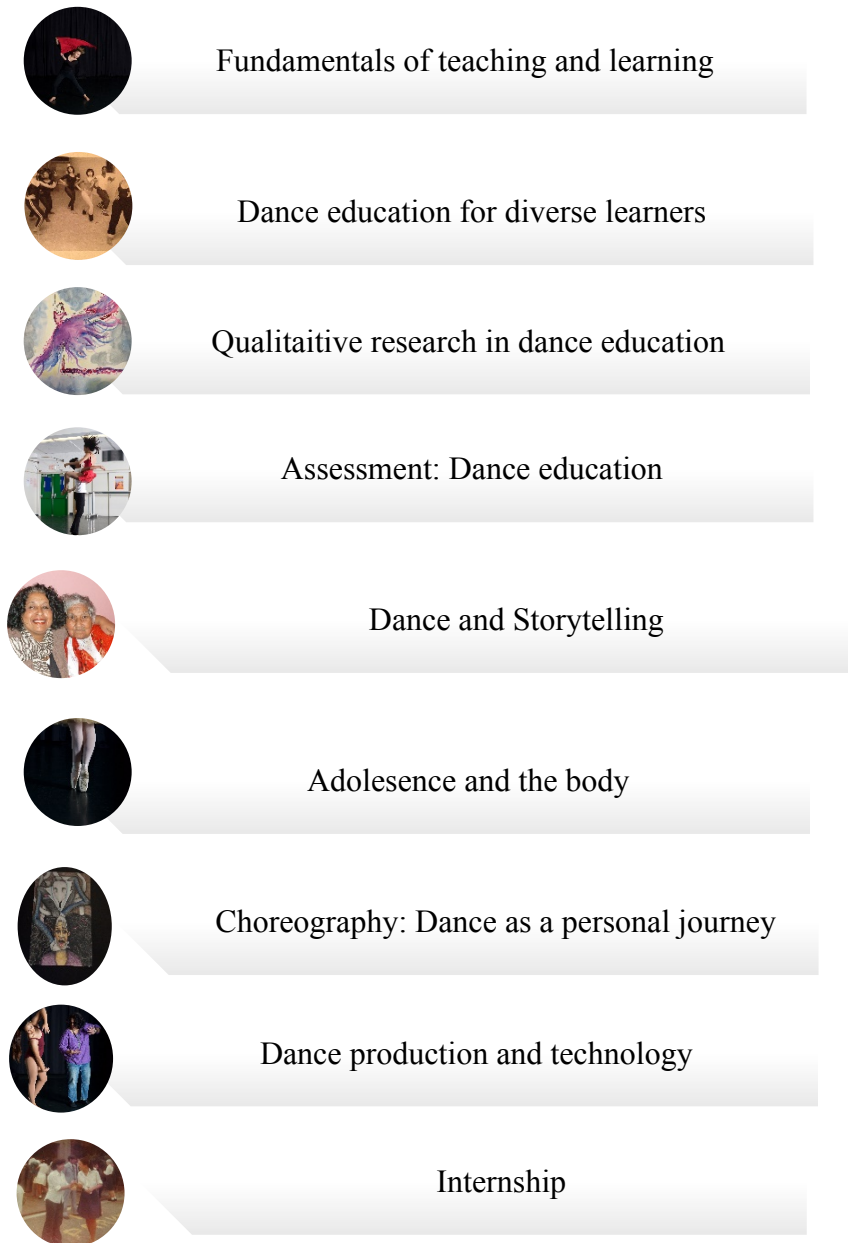 Fundamentals of teaching and learning
Dance education for diverse learners
Qualitaitive research in dance education
Assessment: Dance education
Dance and Storytelling
Adolesence and the body
Choreography: Dance as a personal journey
Dance production and technology
Internship